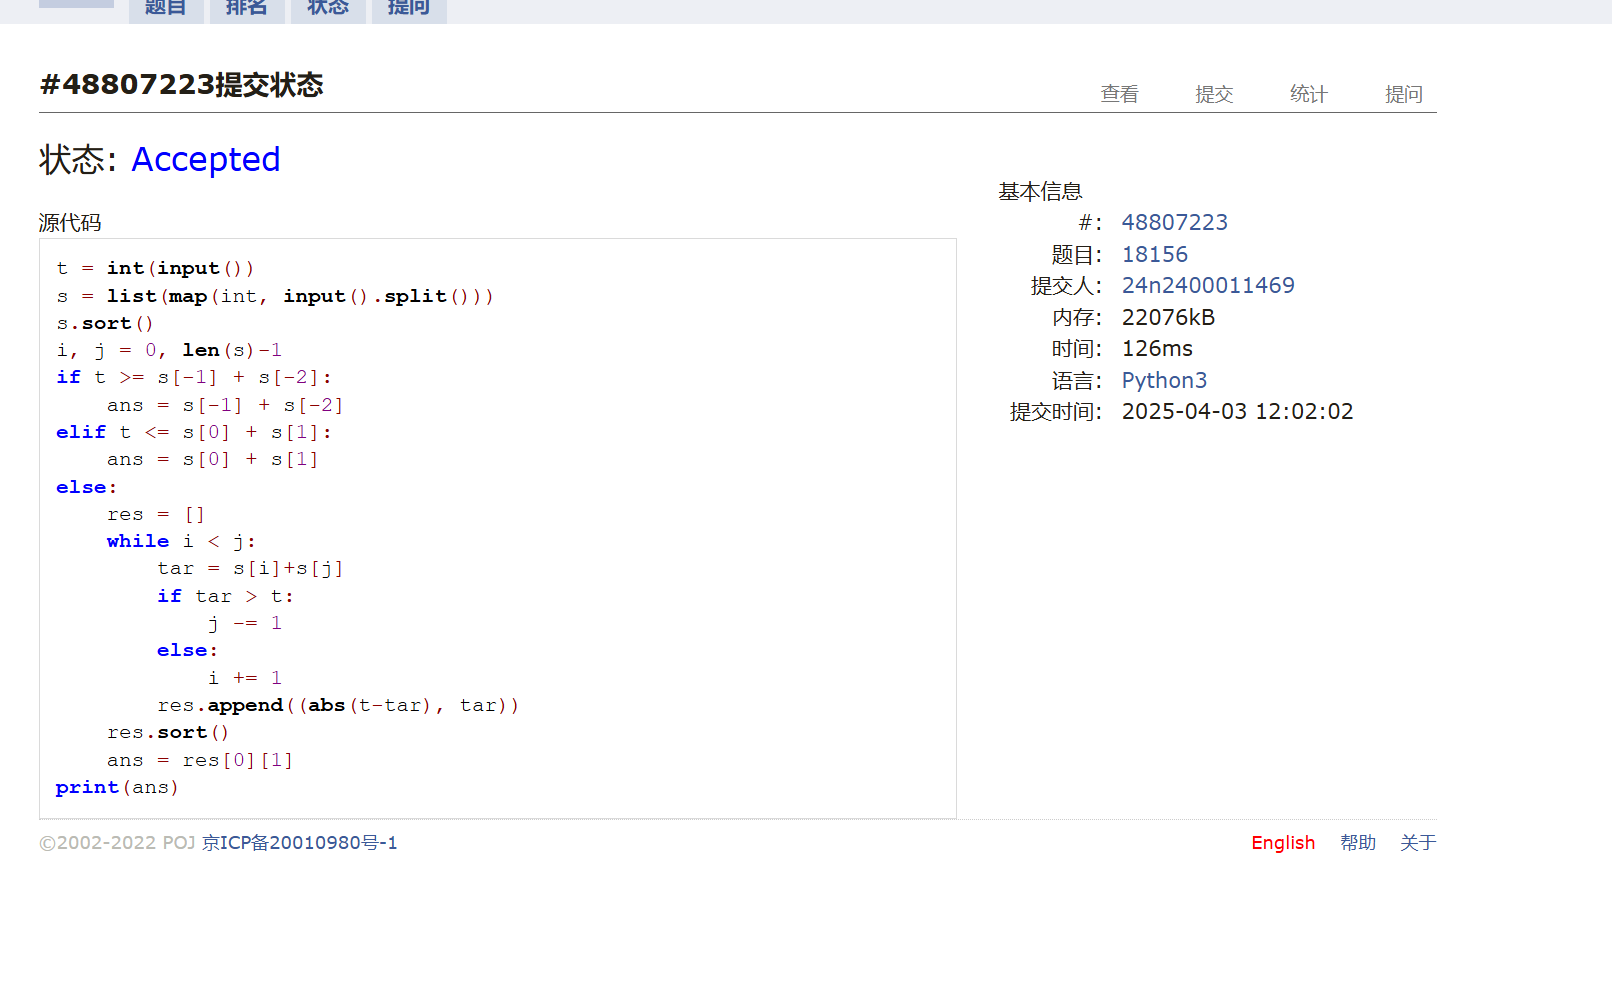 题目 排名 状态 提问
#48807223提交状态
查看 提交 统计 提问
状态: Accepted
源代码
t = int(input())
s = list(map(int, input().split()))
s.sort()
i, j = 0, len(s)-1
if t >= s[-1] + s[-2]:
    ans = s[-1] + s[-2]
elif t <= s[0] + s[1]:
    ans = s[0] + s[1]
else:
    res = []
    while i < j:
        tar = s[i]+s[j]
        if tar > t:
            j -= 1
        else:
            i += 1
        res.append((abs(t-tar), tar))
    res.sort()
    ans = res[0][1]
print(ans)
基本信息
#: 48807223
题目: 18156
提交人: 24n2400011469
内存: 22076kB
时间: 126ms
语言: Python3
提交时间: 2025-04-03 12:02:02
©2002-2022 POJ 京ICP备20010980号-1
English 帮助 关于